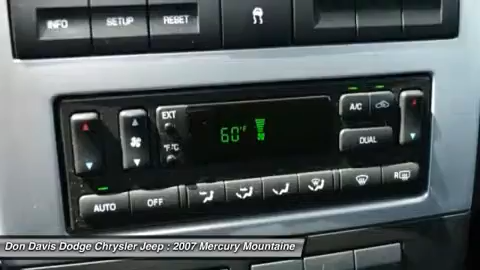 INFO SETUP RESET
EXT
60°F
A/C
°F/°C
DUAL
AUTO OFF
R
Don Davis Dodge Chrysler Jeep : 2007 Mercury Mountaine